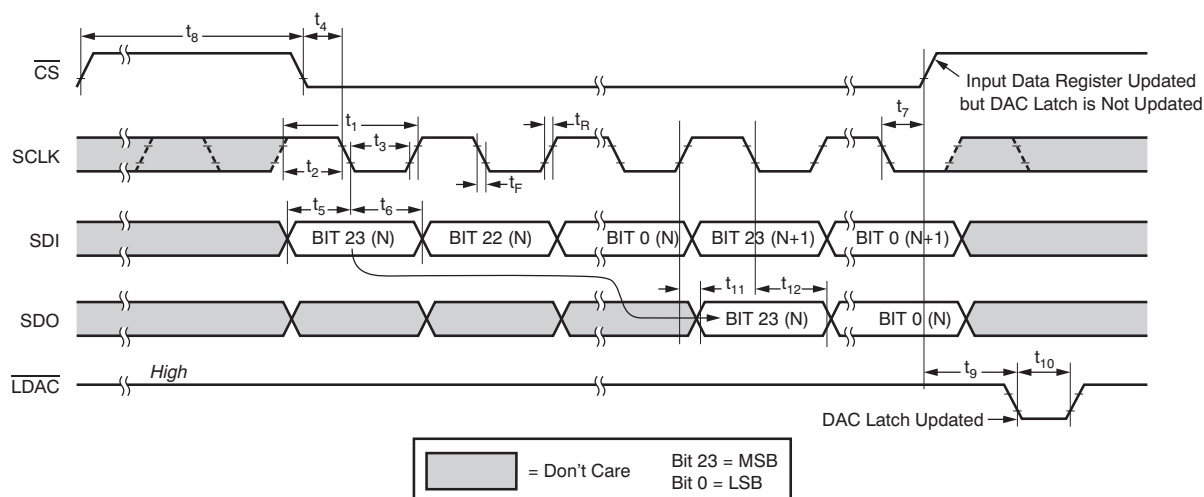 t8
t4
CS
Input Data Register Updated
but DAC Latch is Not Updated
t1
tR
t7
SCLK
t3
t2
tF
t5
t6
SDI
BIT 23 (N)
BIT 22 (N)
BIT 0 (N)
BIT 23 (N+1)
BIT 0 (N+1)
t11
t12
SDO
BIT 23 (N)
BIT 0 (N)
High
t9
t10
LDAC
DAC Latch Updated
= Don't Care
Bit 23 = MSB
Bit 0 = LSB